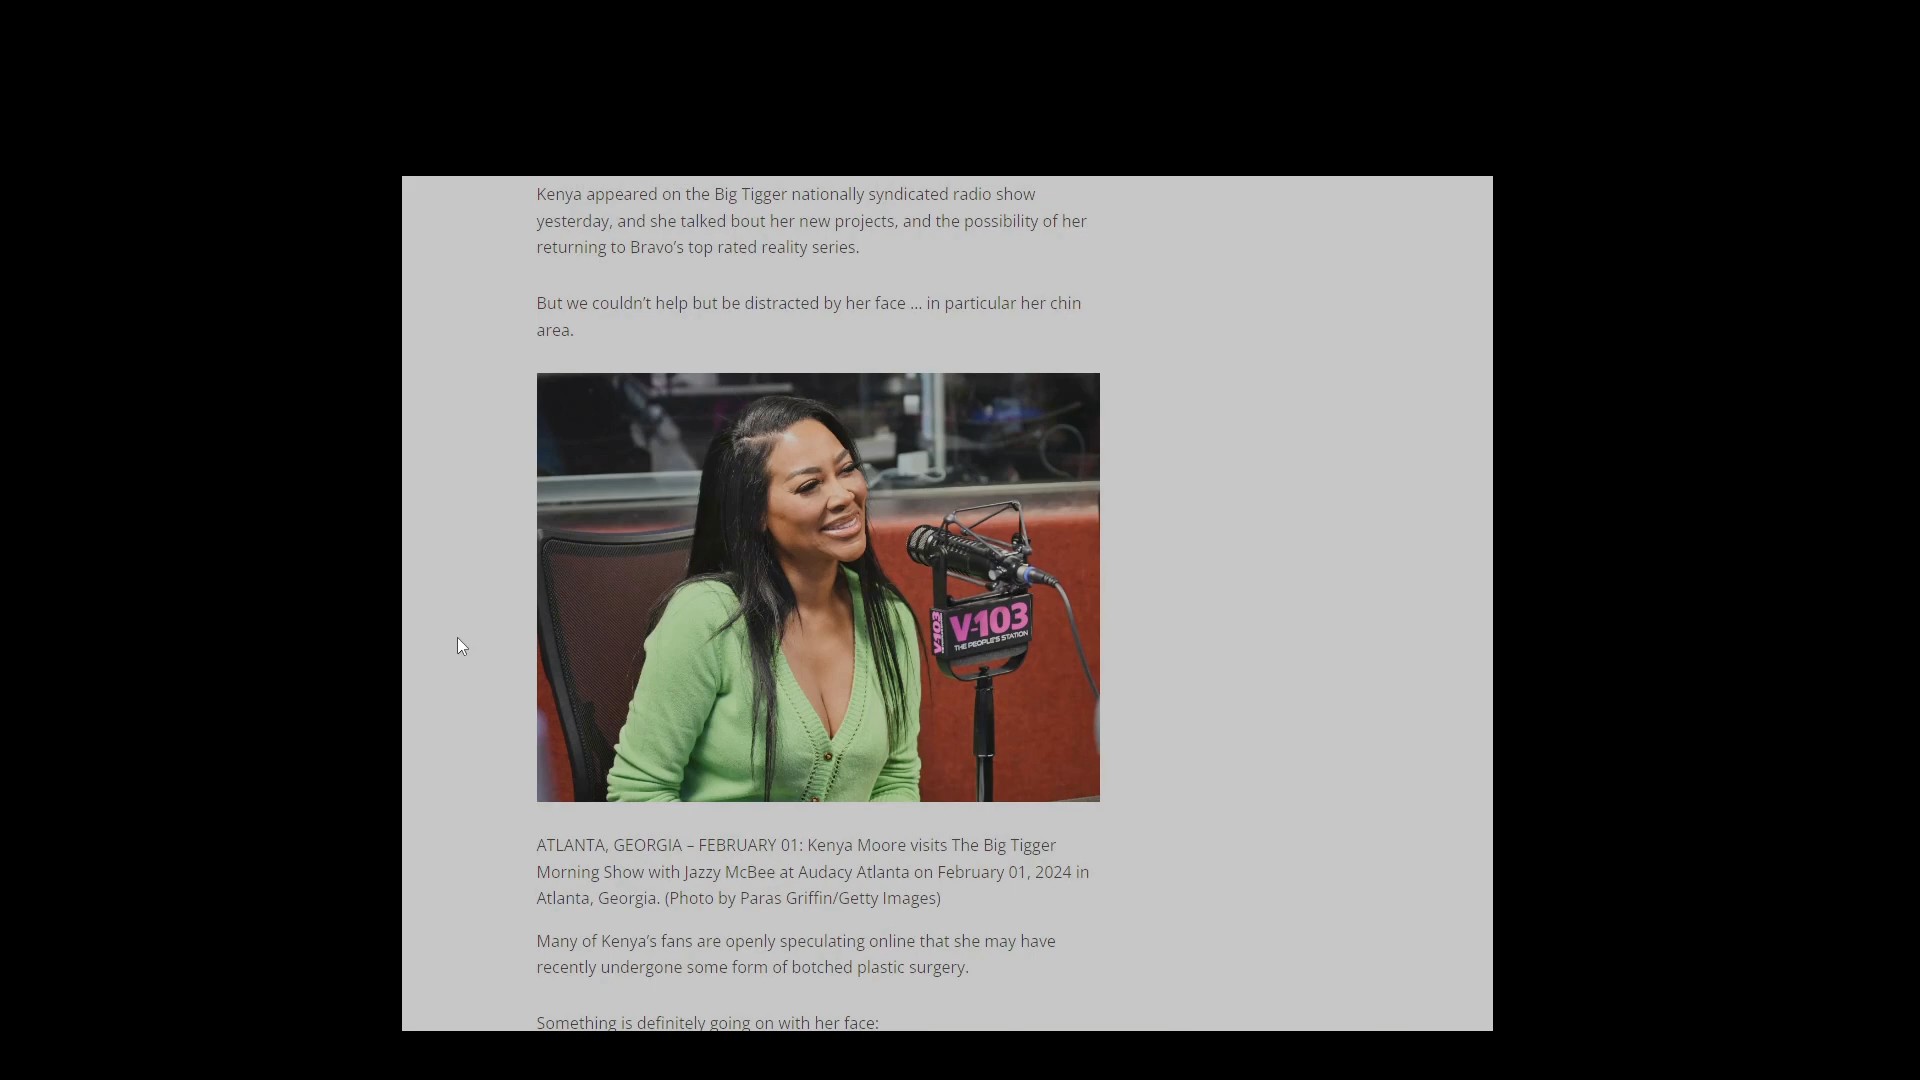 Kenya appeared on the Big Tigger nationally syndicated radio show
yesterday, and she talked bout her new projects, and the possibility of her
returning to Bravo’s top rated reality series.
But we couldn’t help but be distracted by her face … in particular her chin
area.
V-103
V-103
THE PEOPLE'S STATION
ATLANTA, GEORGIA – FEBRUARY 01: Kenya Moore visits The Big Tigger
Morning Show with Jazzy McBee at Audacy Atlanta on February 01, 2024 in
Atlanta, Georgia. (Photo by Paras Griffin/Getty Images)
Many of Kenya’s fans are openly speculating online that she may have
recently undergone some form of botched plastic surgery.
Something is definitely going on with her face: